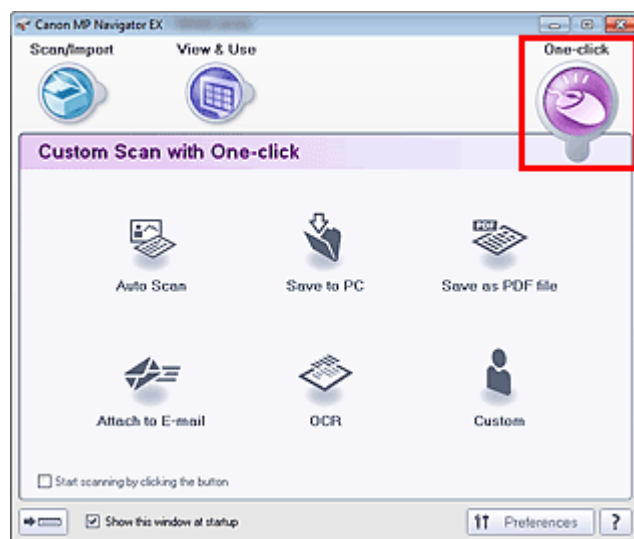 Canon MP Navigator EX
Scan/Import View & Use One-click
Custom Scan with One-click
PDF
Auto Scan Save to PC Save as PDF file
Attach to E-mail OCR Custom
Start scanning by clicking the button
Show this window at startup Preferences ?